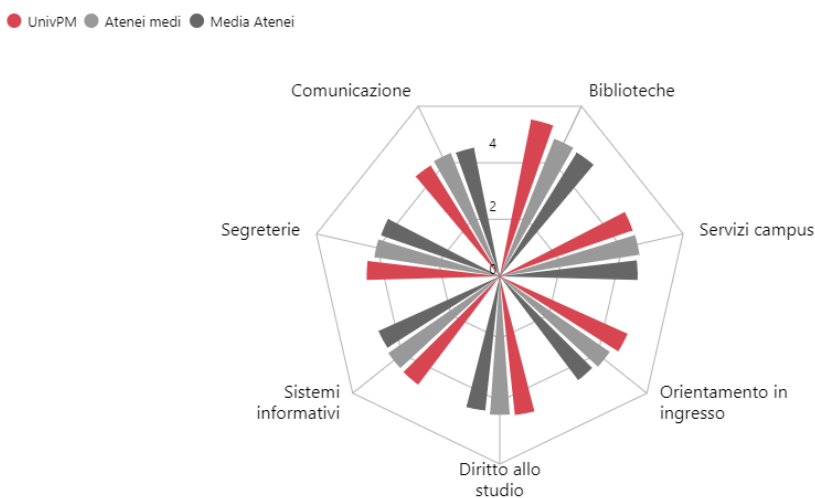 UnivPM Atenei medi Media Atenei
Comunicazione
Biblioteche
4
Segreterie
2
Servizi campus
0
Sistemi
informativi
Orientamento in
ingresso
Diritto allo
studio